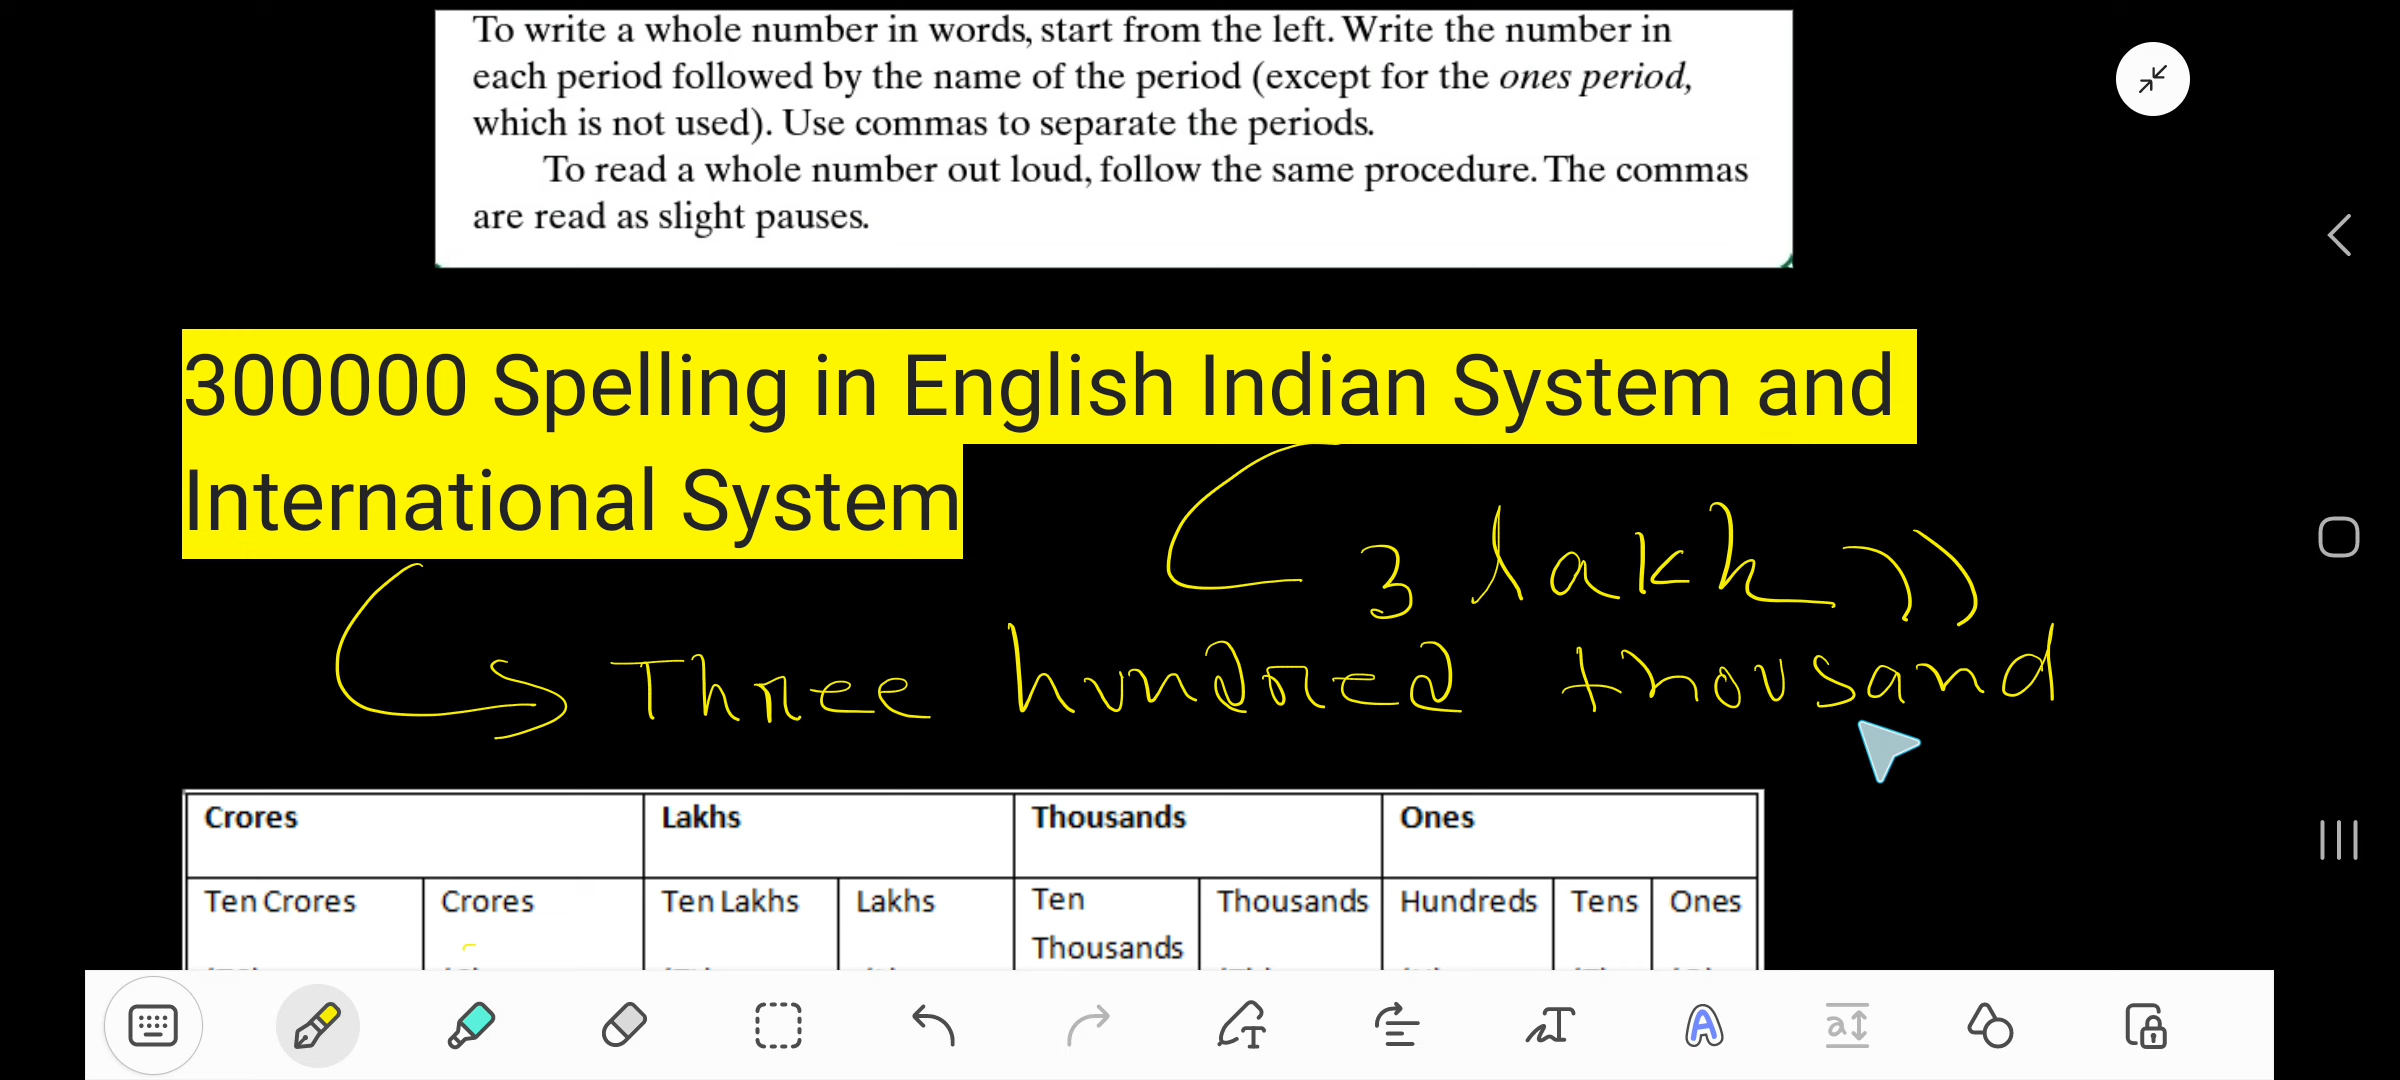 To write a whole number in words, start from the left. Write the number in
each period followed by the name of the period (except for the ones period,
which is not used). Use commas to separate the periods.
To read a whole number out loud, follow the same procedure. The commas
are read as slight pauses.
300000 Spelling in English Indian System and
International System
3 lakh
Three hundred thousand
Crores Lakhs Thousands Ones
Ten Crores Crores Ten Lakhs Lakhs Ten Thousands Thousands Hundreds Tens Ones